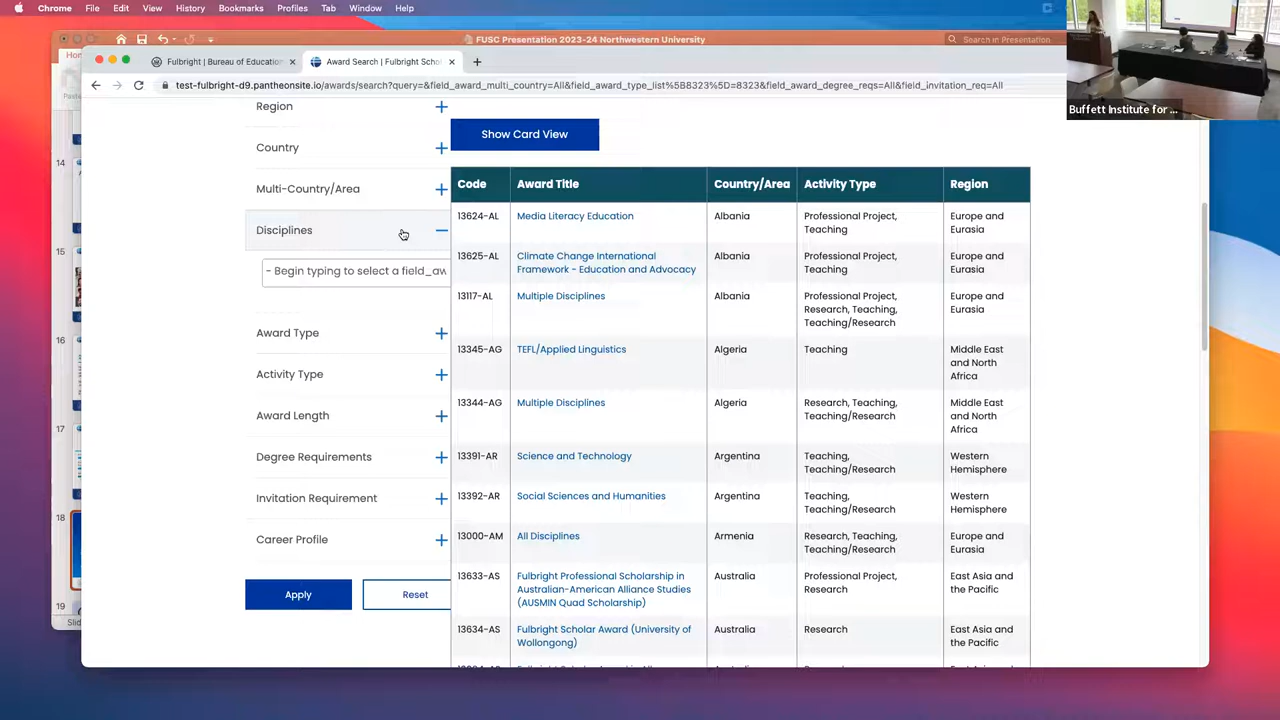 Chrome File Edit View History Bookmarks Profiles Tab Window Help
FUSC Presentation 2023-24 Northwestern University
Search in Presentation
Fulbright | Bureau of Education
Award Search | Fulbright Schol
test-fulbright-d9.pantheonsite.io/awards/search?query=&field_award_multi_country=All&field_award_type_list%5B8323%5D=8323&field_award_degree_reqs=All&field_invitation_req=All
Buffett Institute for ...
14
15
16
17
18
19
Region
Country
Multi-Country/Area
Disciplines
- Begin typing to select a field_aw
Award Type
Activity Type
Award Length
Degree Requirements
Invitation Requirement
Career Profile
Apply Reset
Show Card View
Code Award Title Country/Area Activity Type Region
13624-AL Media Literacy Education Albania Professional Project, Europe and
Teaching Eurasia
13625-AL Climate Change International Albania Professional Project, Europe and
Framework - Education and Advocacy Teaching Eurasia
13117-AL Multiple Disciplines Albania Professional Project, Europe and
Research, Teaching, Eurasia
Teaching/Research
13345-AG TEFL/Applied Linguistics Algeria Teaching Middle East
and North
Africa
13344-AG Multiple Disciplines Algeria Research, Teaching, Middle East
Teaching/Research and North
Africa
13391-AR Science and Technology Argentina Teaching, Western
Teaching/Research Hemisphere
13392-AR Social Sciences and Humanities Argentina Teaching, Western
Teaching/Research Hemisphere
13000-AM All Disciplines Armenia Research, Teaching, Europe and
Teaching/Research Eurasia
13633-AS Fulbright Professional Scholarship in Australia Professional Project, East Asia and
Australian-American Alliance Studies Research the Pacific
(AUSMIN Quad Scholarship)
13634-AS Fulbright Scholar Award (University of Australia Research East Asia and
Wollongong) the Pacific